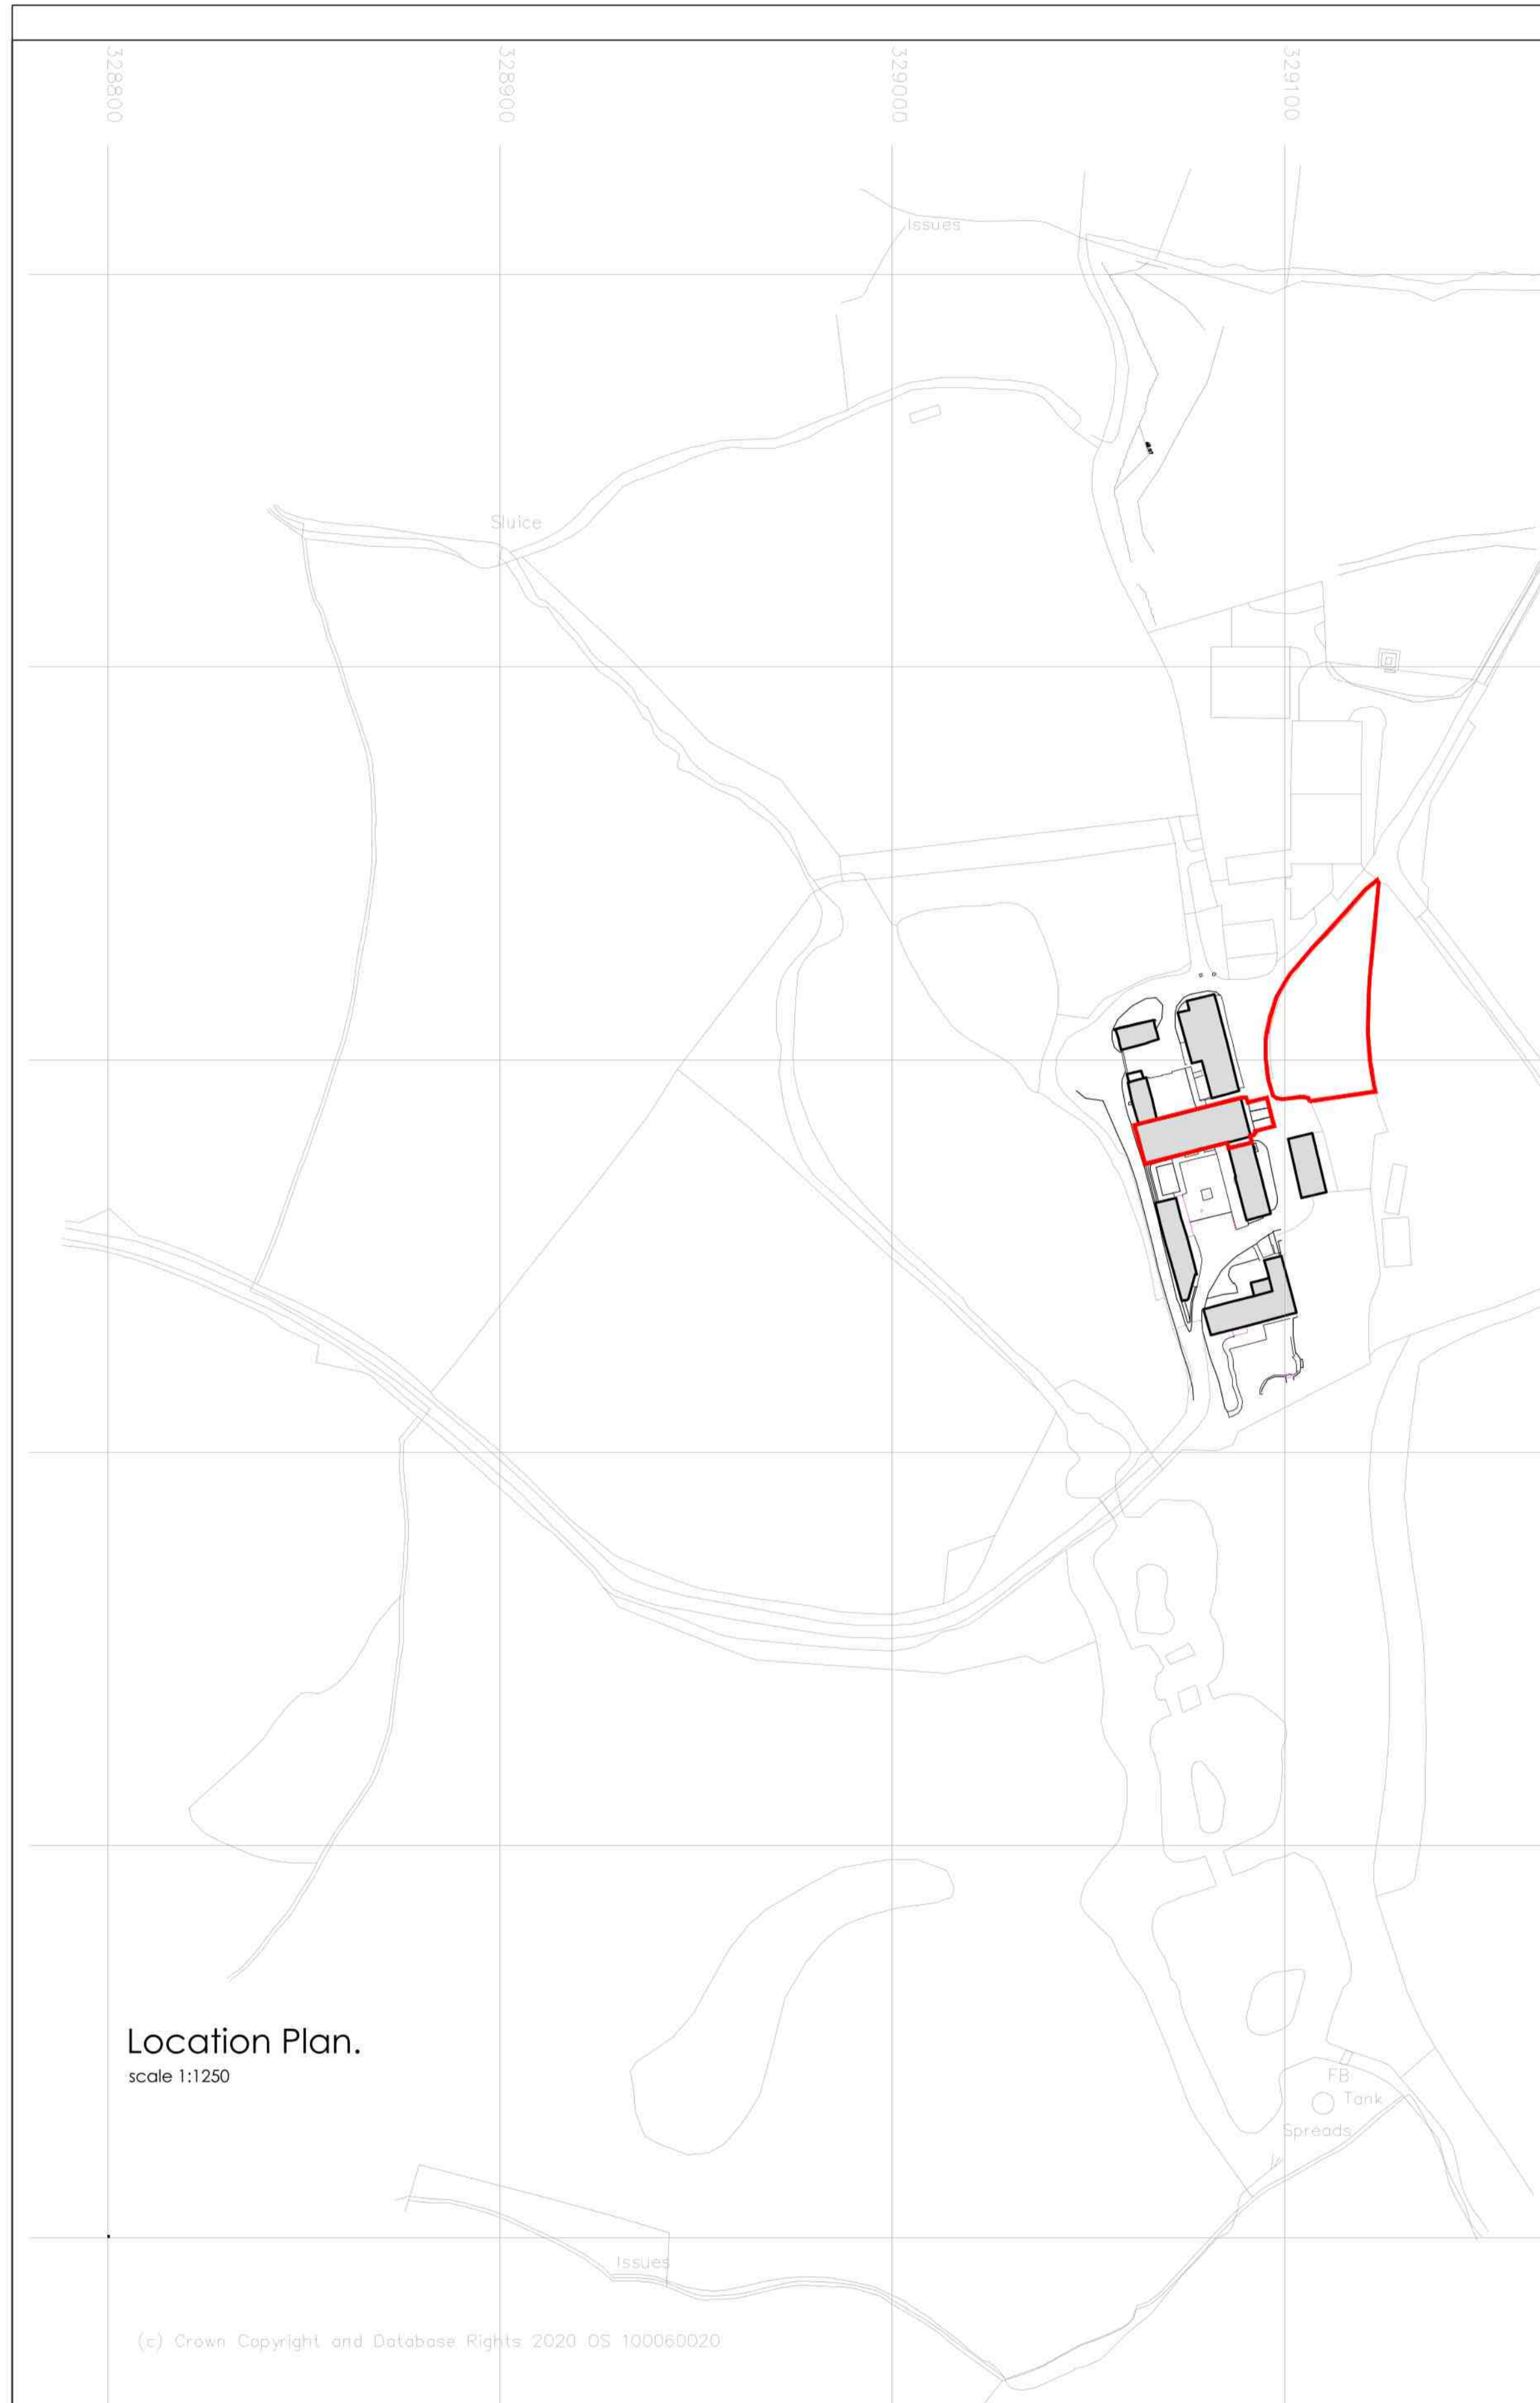 328800
328900
329000
329100
Issues
Sluice
Location Plan.
scale 1:1250
FB
Tank
Spreads
Issues
(c) Crown Copyright and Database Rights 2020 OS 100060020